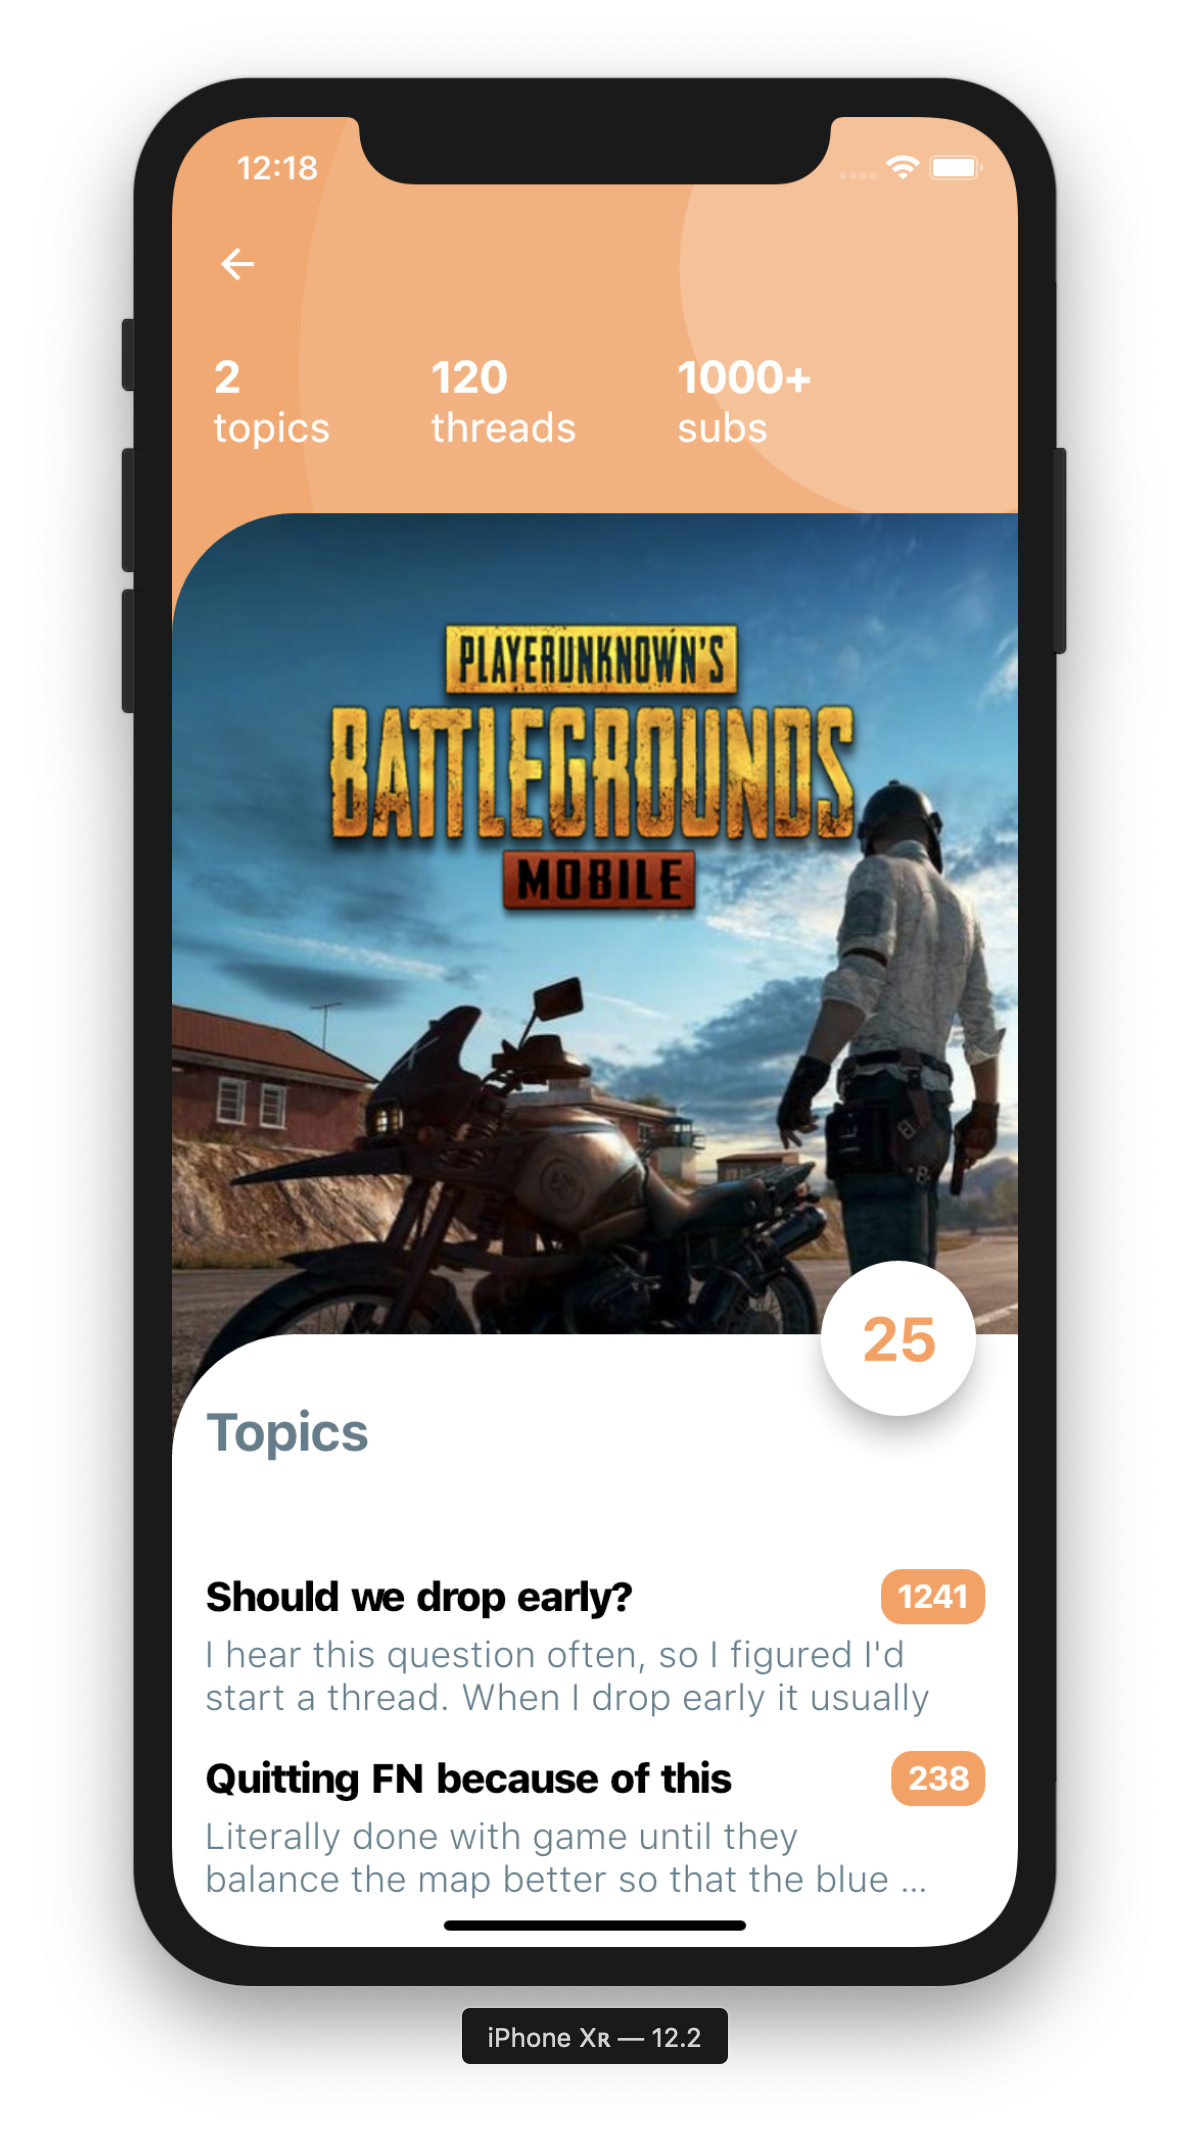 12:18
2
topics
120
threads
1000+
subs
PLAYERUNKNOWN'S
BATTLEGROUNDS
MOBILE
25
Topics
Should we drop early?
1241
I hear this question often, so I figured I'd
start a thread. When I drop early it usually
Quitting FN because of this
238
Literally done with game until they
balance the map better so that the blue ...
iPhone Xʀ — 12.2